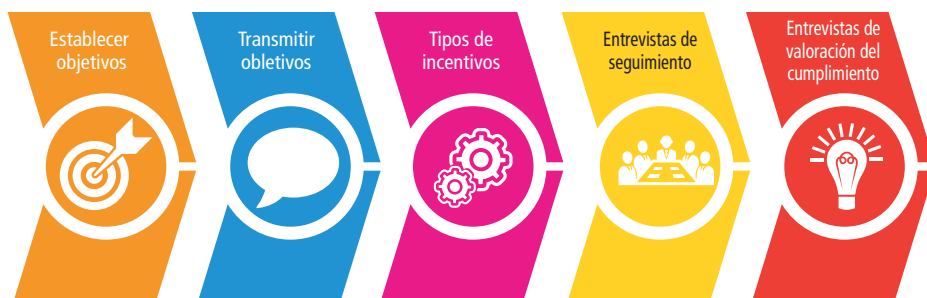 Establecer
objetivos
Transmitir
obletivos
Tipos de
incentivos
Entrevistas de
seguimiento
Entrevistas de
valoración del
cumplimiento